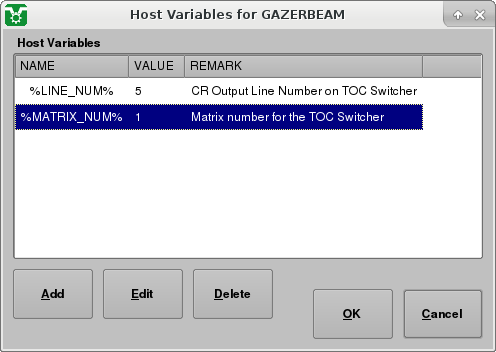 Host Variables for GAZERBEAM
Host Variables
NAME VALUE REMARK
%LINE_NUM% 5 CR Output Line Number on TOC Switcher
%MATRIX_NUM% 1 Matrix number for the TOC Switcher
Add Edit Delete
OK Cancel